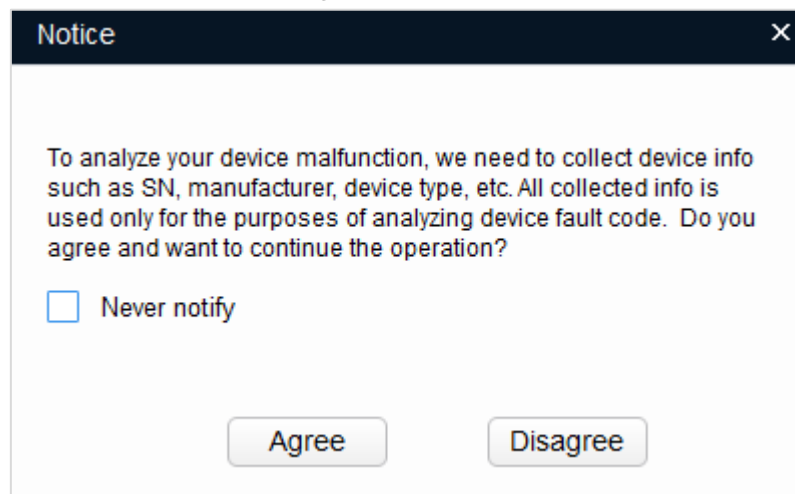 Notice
To analyze your device malfunction, we need to collect device info
such as SN, manufacturer, device type, etc. All collected info is
used only for the purposes of analyzing device fault code.  Do you
agree and want to continue the operation?
Never notify
Agree
Disagree